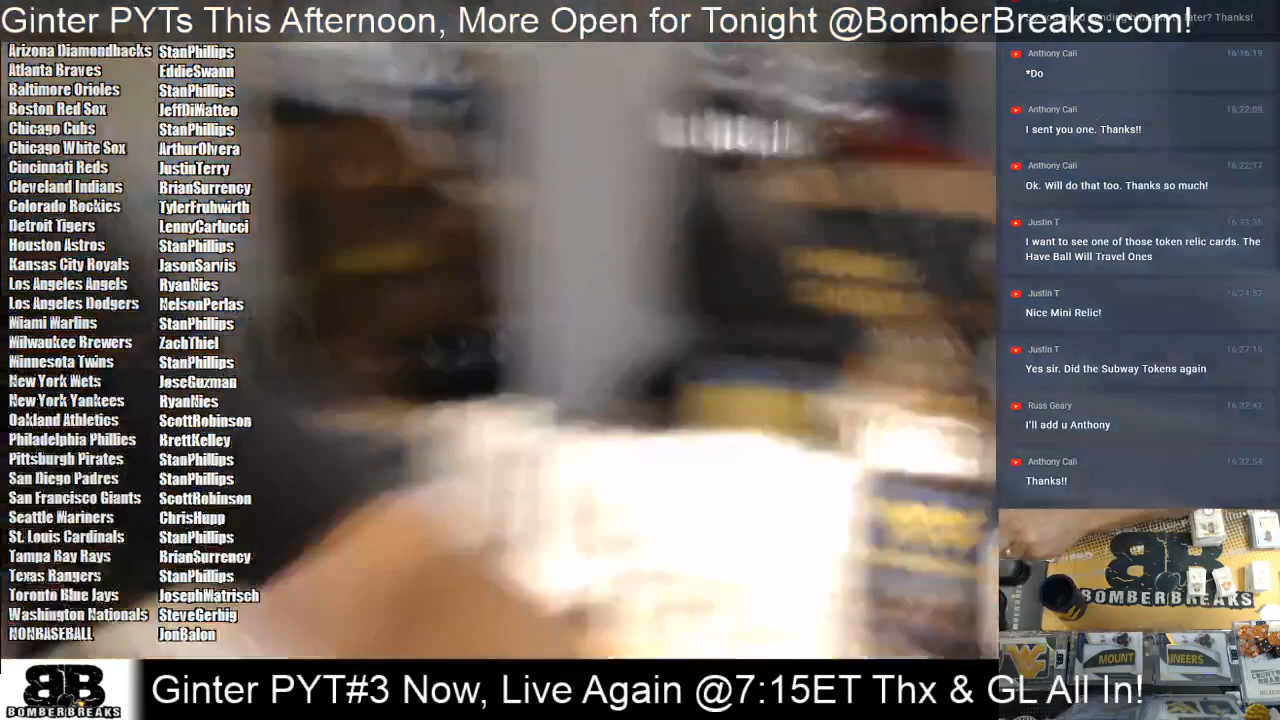 Ginter PYTs This Afternoon, More Open for Tonight @BomberBreaks.com!
Arizona Diamondbacks StanPhillips
Atlanta Braves EddieSwann
Baltimore Orioles StanPhillips
Boston Red Sox JeffDiMatteo
Chicago Cubs StanPhillips
Chicago White Sox ArthurOlvera
Cincinnati Reds JustinTerry
Cleveland Indians BrianSurrency
Colorado Rockies TylerFruhwirth
Detroit Tigers LennyCarlucci
Houston Astros StanPhillips
Kansas City Royals JasonSarvis
Los Angeles Angels RyanNies
Los Angeles Dodgers NelsonPerlas
Miami Marlins StanPhillips
Milwaukee Brewers ZachThiel
Minnesota Twins StanPhillips
New York Mets JoseGuzman
New York Yankees RyanNies
Oakland Athletics ScottRobinson
Philadelphia Phillies BrettKelley
Pittsburgh Pirates StanPhillips
San Diego Padres StanPhillips
San Francisco Giants ScottRobinson
Seattle Mariners ChrisHupp
St. Louis Cardinals StanPhillips
Tampa Ray Rays BrianSurrency
Texas Rangers StanPhillips
Toronto Blue Jays JosephMatrisch
Washington Nationals SteveGerbig
NONBASEBALL JonBalon
later? Thanks!
Anthony Cali 16:16:19
*Do
Anthony Cali 16:22:09
I sent you one. Thanks!!
Anthony Cali 16:22:17
Ok. Will do that too. Thanks so much!
Justin T 16:23:35
I want to see one of those token relic cards. The
Have Ball Will Travel Ones
Justin T 16:24:52
Nice Mini Relic!
Justin T 16:27:15
Yes sir. Did the Subway Tokens again
Russ Geary 16:32:42
I'll add u Anthony
Anthony Cali 16:32:54
Thanks!!
BB
BOMBERBREAKS
MOUNT AINEERS
BB
BOMBERBREAKS
Ginter PYT#3 Now, Live Again @7:15ET Thx & GL All In!